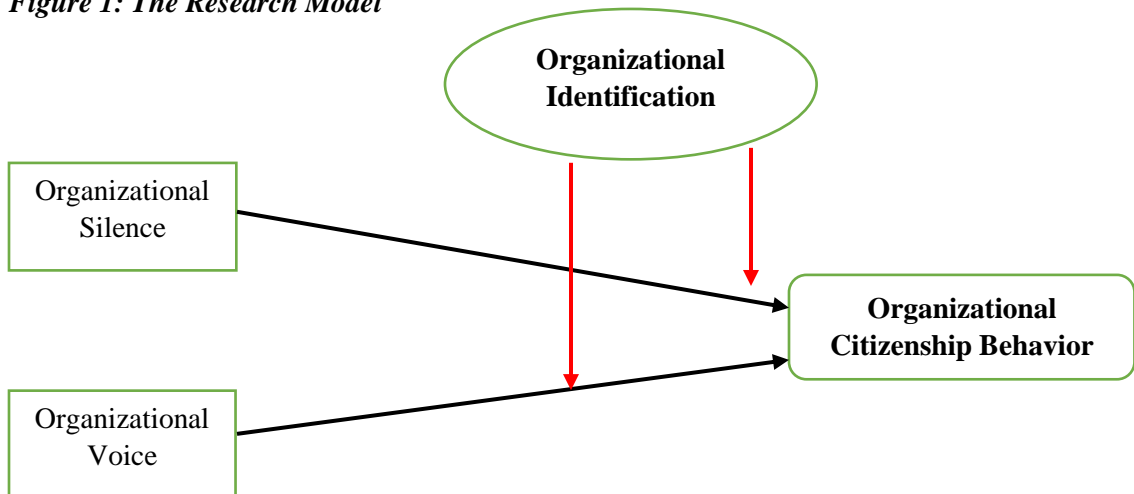 Figure 1: The Research Model
Organizational
Identification
Organizational
Silence
Organizational
Citizenship Behavior
Organizational
Voice